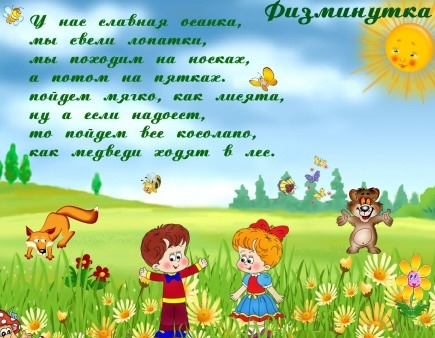 Физминутка
У нас славная осанка,
мы свели лопатки,
мы походим на носках,
а потом на пятках.
пойдем мягко, как лисята,
ну а если надоест,
то пойдем все косолапо,
как медведи ходят в лес.